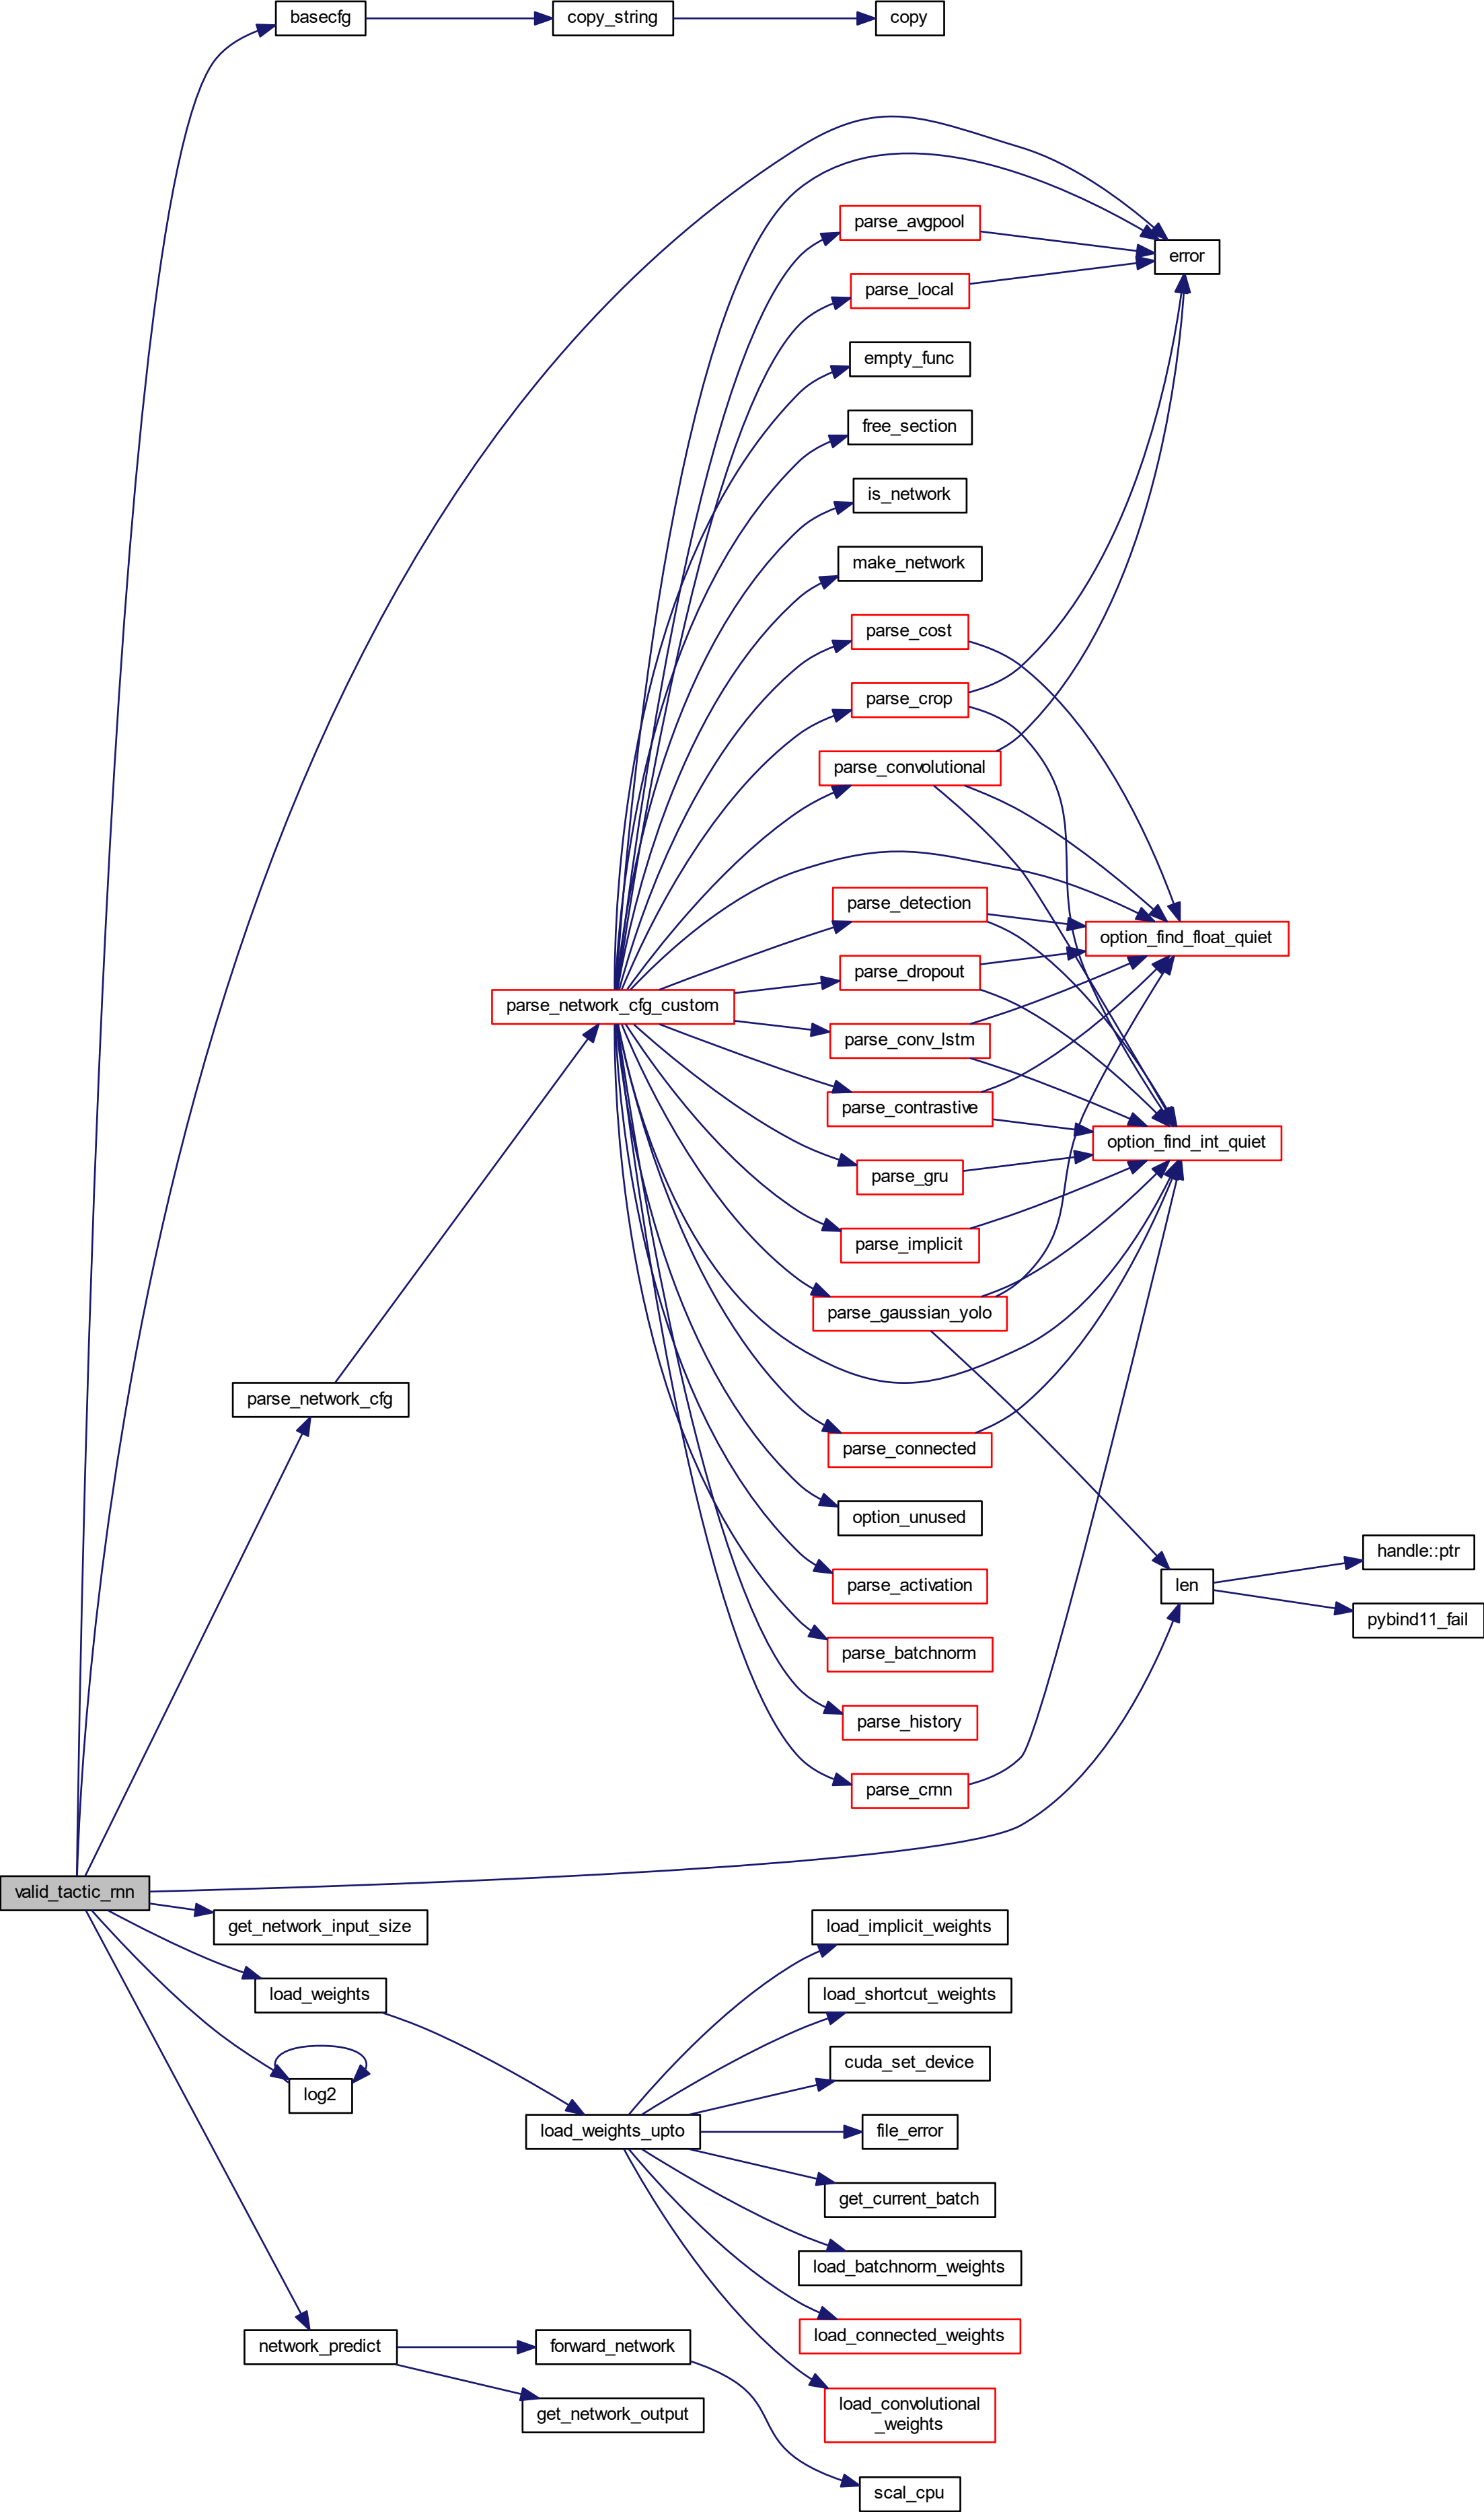 basecfg
copy_string
copy
parse_avgpool
error
parse_local
empty_func
free_section
is_network
make_network
parse_cost
parse_crop
parse_convolutional
parse_detection
option_find_float_quiet
parse_dropout
parse_network_cfg_custom
parse_conv_lstm
parse_contrastive
option_find_int_quiet
parse_gru
parse_implicit
parse_gaussian_yolo
parse_network_cfg
parse_connected
option_unused
handle::ptr
parse_activation
len
pybind11_fail
parse_batchnorm
parse_history
parse_crnn
valid_tactic_rnn
get_network_input_size
load_implicit_weights
load_weights
load_shortcut_weights
cuda_set_device
log2
load_weights_upto
file_error
get_current_batch
load_batchnorm_weights
load_connected_weights
network_predict
forward_network
load_convolutional
_weights
get_network_output
scal_cpu